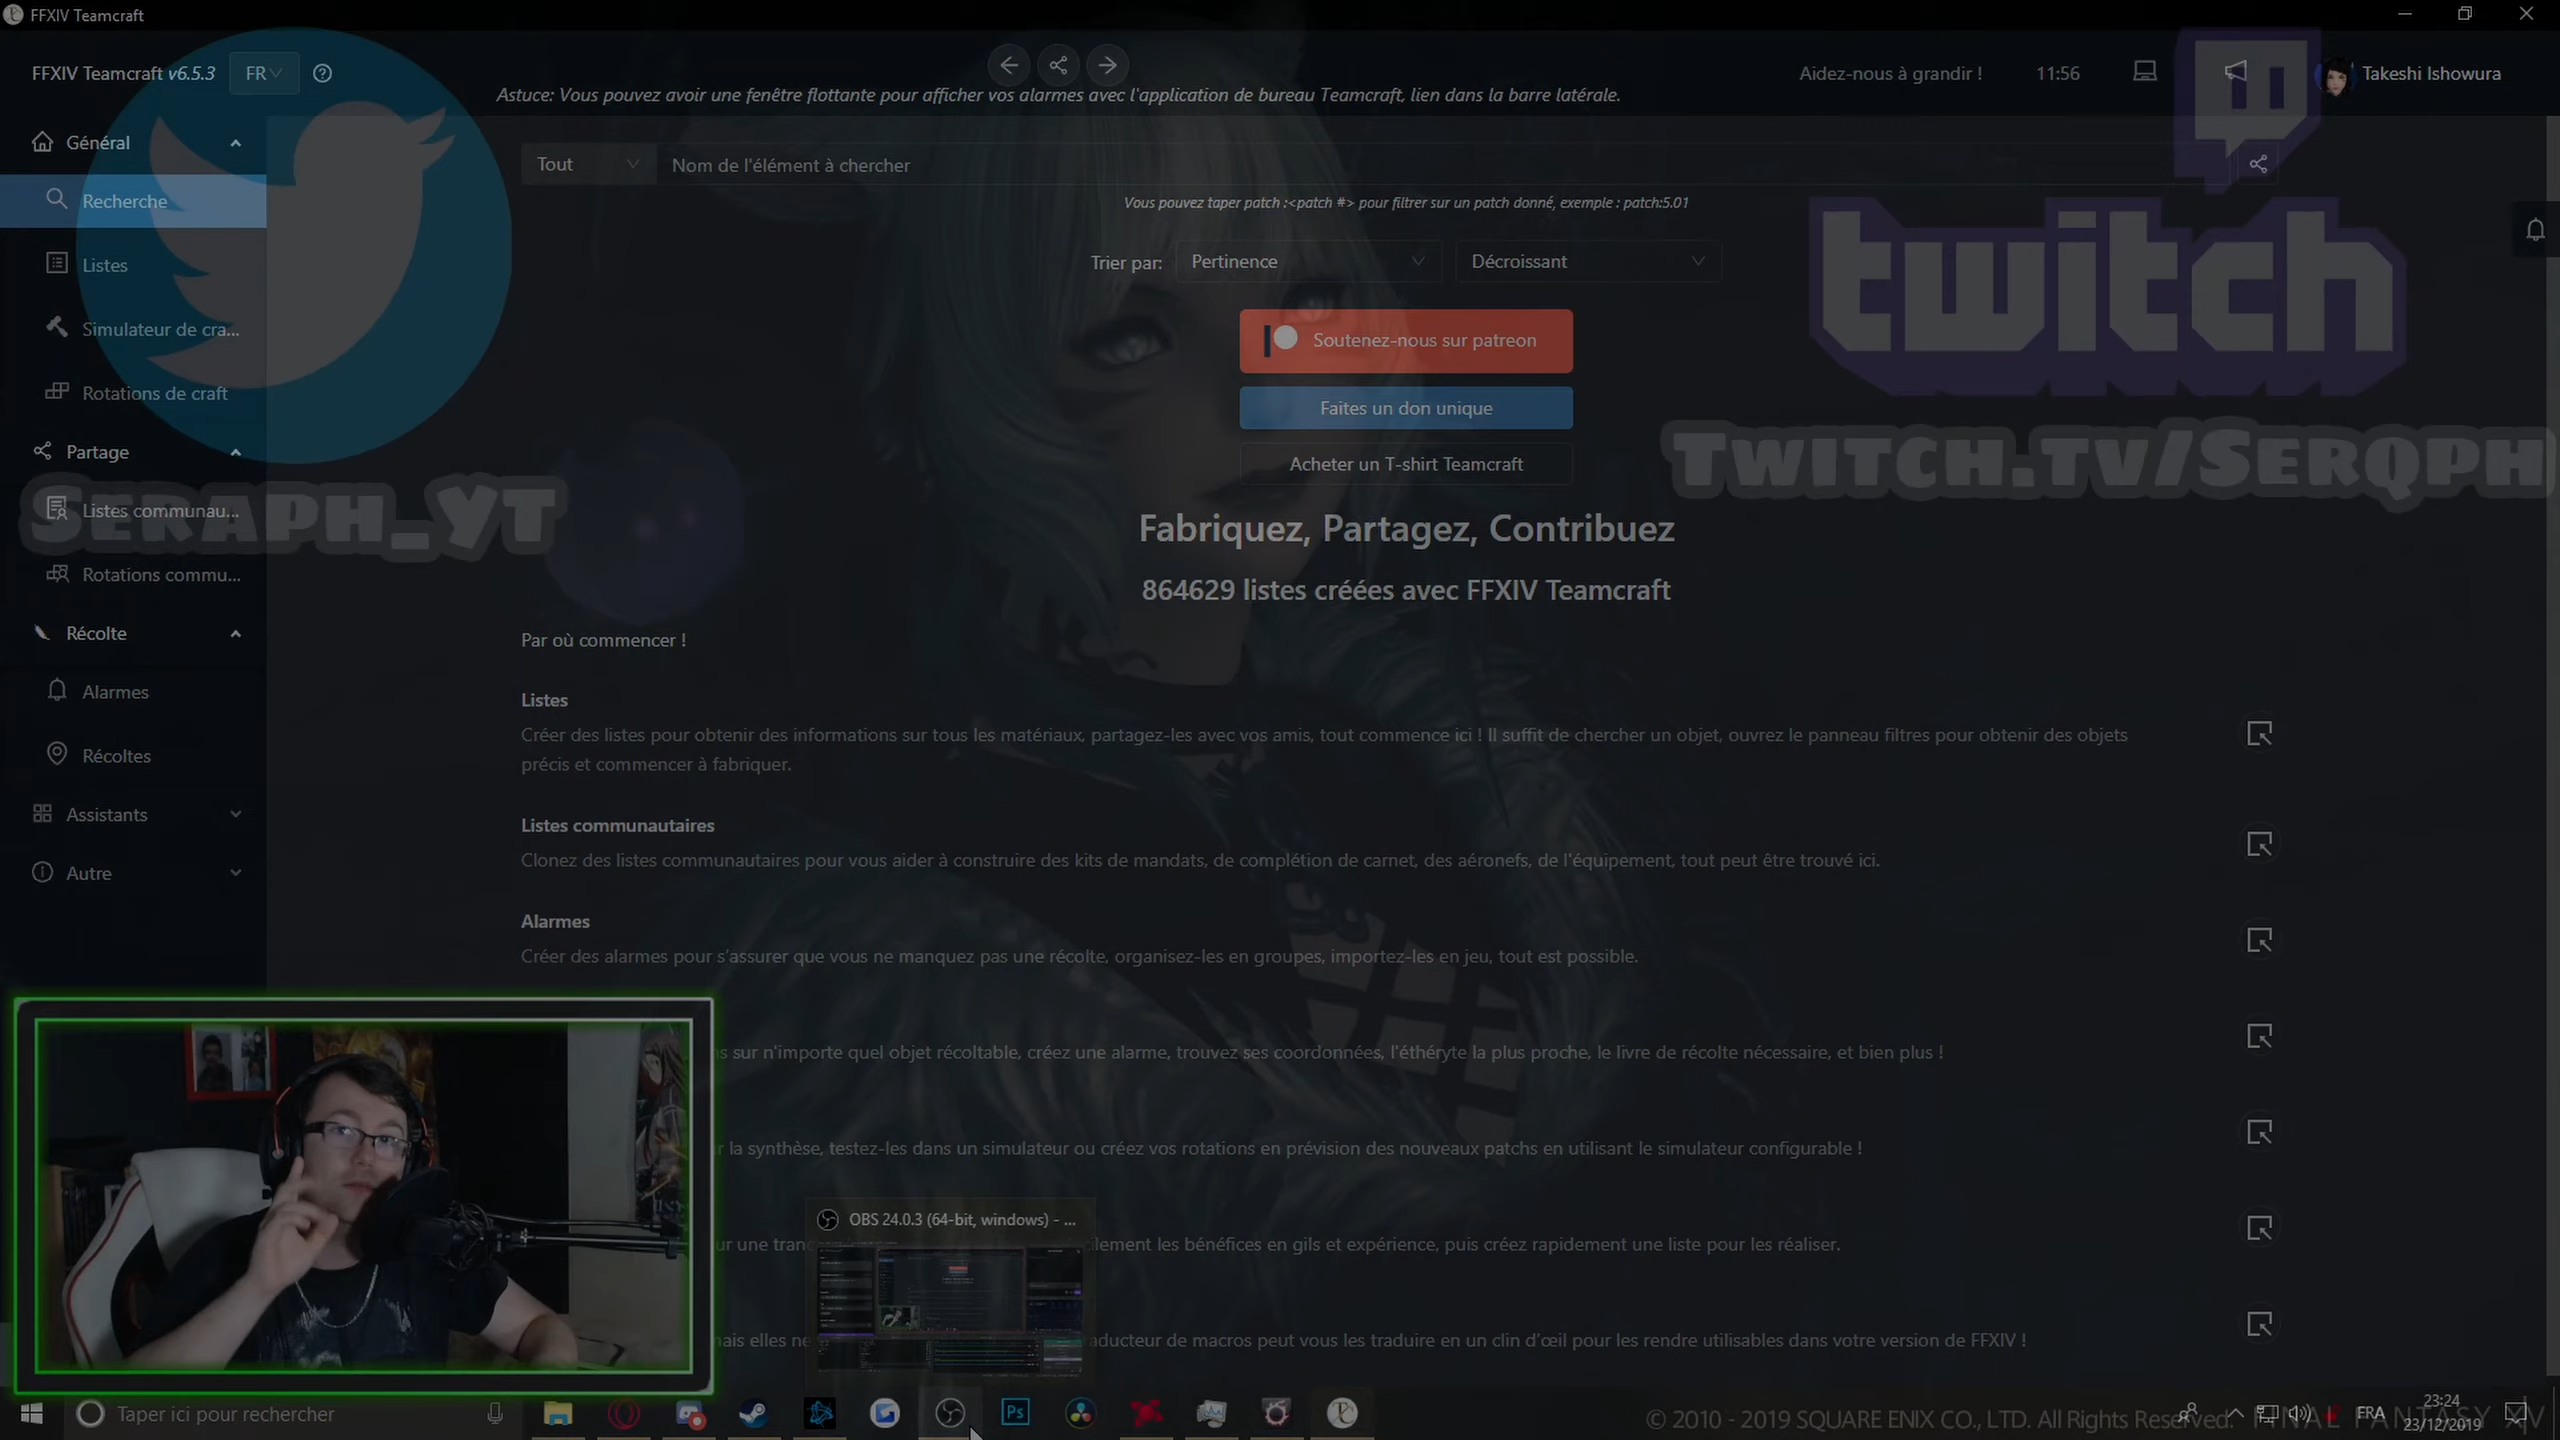 FFXIV Teamcraft
FFXIV Teamcraft v6.5.3
FR
Astuce: Vous pouvez avoir une fenêtre flottante pour afficher vos alarmes avec l'application de bureau Teamcraft, lien dans la barre latérale.
Aidez-nous à grandir !
11:56
Takeshi Ishowura
Général
Recherche
Listes
Simulateur de cra...
Rotations de craft
Partage
Listes communau...
Rotations commu...
Récolte
Alarmes
Récoltes
Assistants
Autre
Seraph_YT
twitch
Twitch.tv/Serqph
Tout
Nom de l'élément à chercher
Vous pouvez taper patch :<patch #> pour filtrer sur un patch donné, exemple : patch:5.01
Trier par:
Pertinence
Décroissant
Soutenez-nous sur patreon
Faites un don unique
Acheter un T-shirt Teamcraft
Fabriquez, Partagez, Contribuez
864629 listes créées avec FFXIV Teamcraft
Par où commencer !
Listes
Créer des listes pour obtenir des informations sur tous les matériaux, partagez-les avec vos amis, tout commence ici ! Il suffit de chercher un objet, ouvrez le panneau filtres pour obtenir des objets
précis et commencer à fabriquer.
Listes communautaires
Clonez des listes communautaires pour vous aider à construire des kits de mandats, de complétion de carnet, des aéronefs, de l'équipement, tout peut être trouvé ici.
Alarmes
Créer des alarmes pour s'assurer que vous ne manquez pas une récolte, organisez-les en groupes, importez-les en jeu, tout est possible.
ns sur n'importe quel objet récoltable, créez une alarme, trouvez ses coordonnées, l'éthéryte la plus proche, le livre de récolte nécessaire, et bien plus !
ur la synthèse, testez-les dans un simulateur ou créez vos rotations en prévision des nouveaux patchs en utilisant le simulateur configurable !
OBS 24.0.3 (64-bit, windows) - ...
ur une tran
ilement les bénéfices en gils et expérience, puis créez rapidement une liste pour les réaliser.
mais elles ne
aducteur de macros peut vous les traduire en un clin d'œil pour les rendre utilisables dans votre version de FFXIV !
Taper ici pour rechercher
Ps
© 2010 - 2019 SQUARE ENIX CO., LTD. All Rights Reserved.
FINAL FANTASY XIV
FRA
23:24
23/12/2019